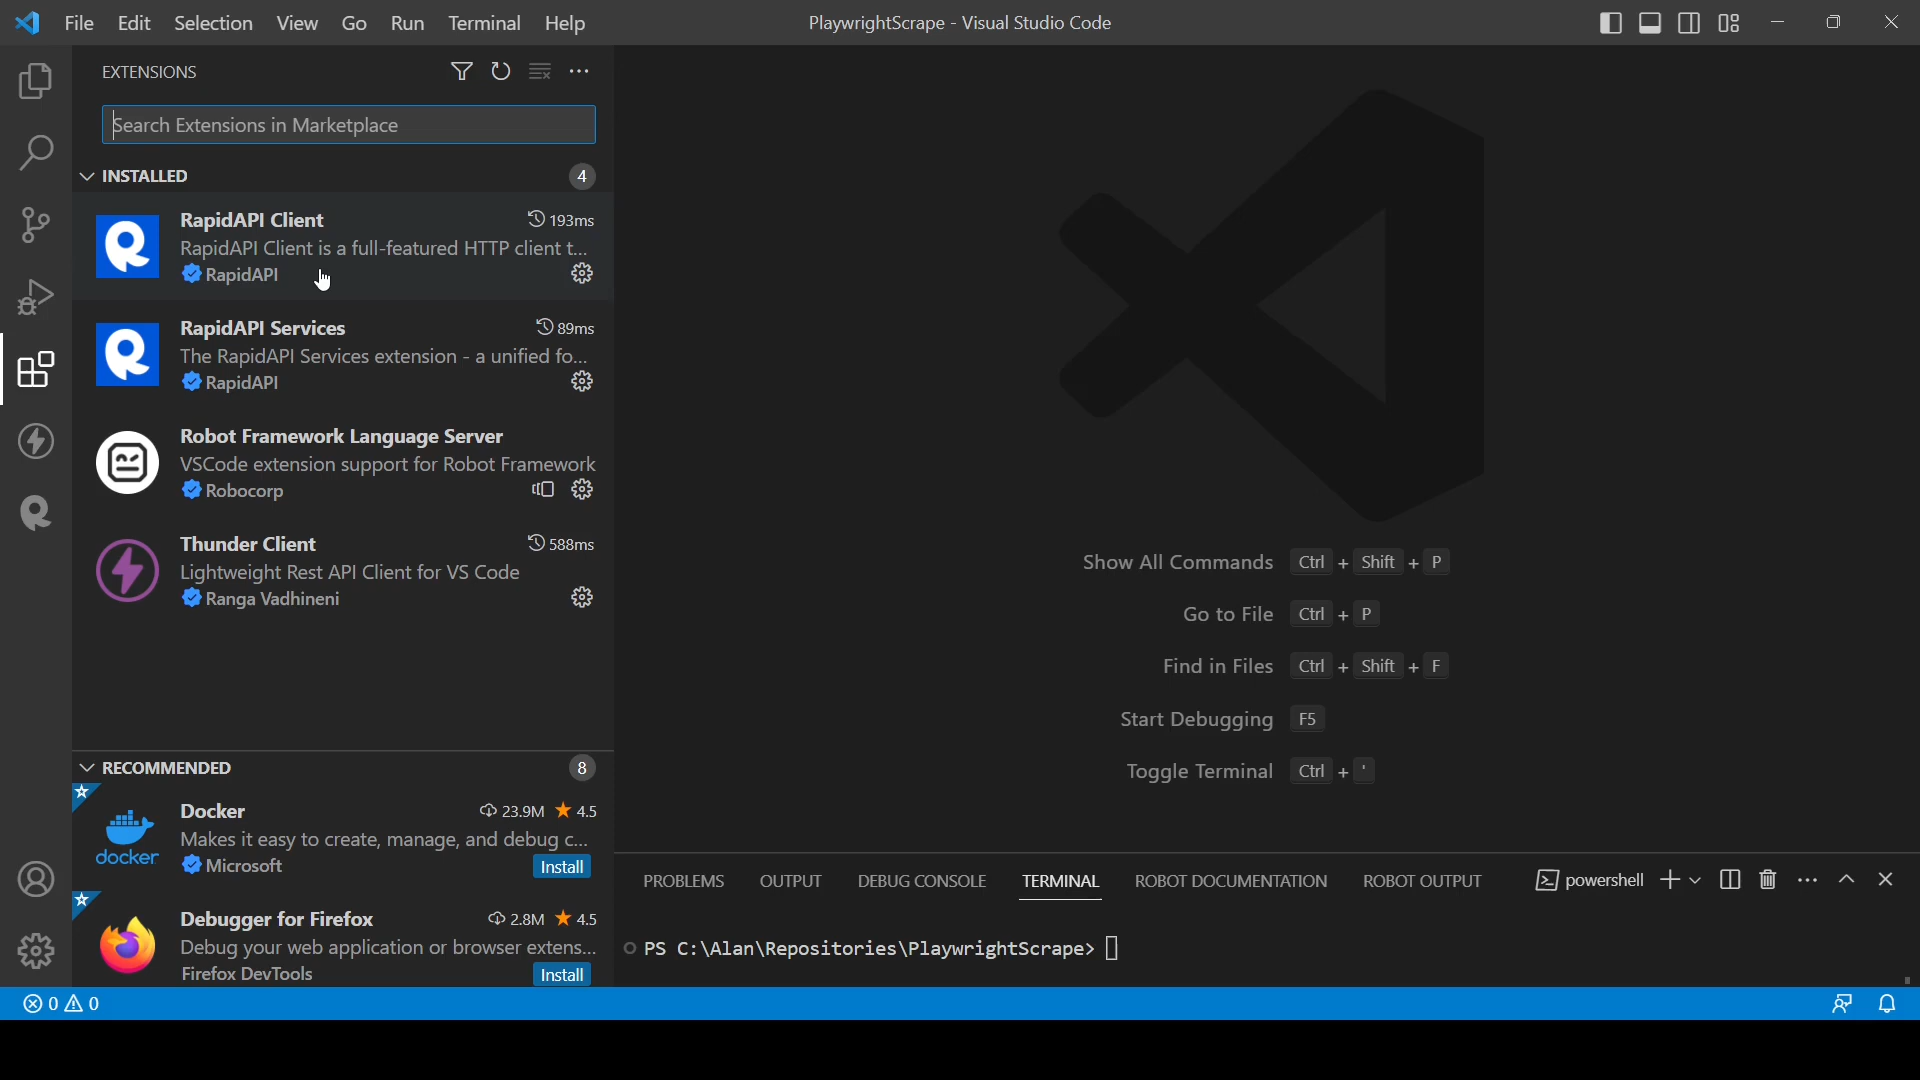 File Edit Selection View Go Run Terminal Help
PlaywrightScrape - Visual Studio Code
EXTENSIONS
Search Extensions in Marketplace
INSTALLED 4
RapidAPI Client 193ms
RapidAPI Client is a full-featured HTTP client t...
RapidAPI
RapidAPI Services 89ms
The RapidAPI Services extension - a unified fo...
RapidAPI
Robot Framework Language Server
VSCode extension support for Robot Framework
Robocorp
Thunder Client 588ms
Lightweight Rest API Client for VS Code
Ranga Vadhineni
RECOMMENDED 8
Docker 23.9M 4.5
docker
Makes it easy to create, manage, and debug c...
Microsoft Install
Debugger for Firefox 2.8M 4.5
Debug your web application or browser extens...
Firefox DevTools Install
Show All Commands Ctrl + Shift + P
Go to File Ctrl + P
Find in Files Ctrl + Shift + F
Start Debugging F5
Toggle Terminal Ctrl + '
PROBLEMS OUTPUT DEBUG CONSOLE TERMINAL ROBOT DOCUMENTATION ROBOT OUTPUT powershell
PS C:\Alan\Repositories\PlaywrightScrape>
0 0